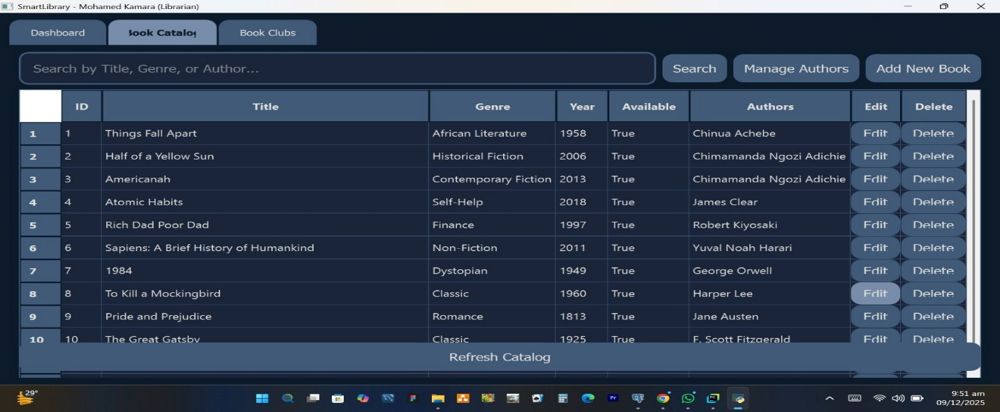 SmartLibrary - Mohamed Kamara (Librarian)
Dashboard Book Catalog Book Clubs
Search by Title, Genre, or Author... Search Manage Authors Add New Book
ID Title Genre Year Available Authors Edit Delete
1 1 Things Fall Apart African Literature 1958 True Chinua Achebe Edit Delete
2 2 Half of a Yellow Sun Historical Fiction 2006 True Chimamanda Ngozi Adichie Edit Delete
3 3 Americanah Contemporary Fiction 2013 True Chimamanda Ngozi Adichie Edit Delete
4 4 Atomic Habits Self-Help 2018 True James Clear Edit Delete
5 5 Rich Dad Poor Dad Finance 1997 True Robert Kiyosaki Edit Delete
6 6 Sapiens: A Brief History of Humankind Non-Fiction 2011 True Yuval Noah Harari Edit Delete
7 7 1984 Dystopian 1949 True George Orwell Edit Delete
8 8 To Kill a Mockingbird Classic 1960 True Harper Lee Edit Delete
9 9 Pride and Prejudice Romance 1813 True Jane Austen Edit Delete
10 10 The Great Gatsby Classic 1925 True F. Scott Fitzgerald Edit Delete
Refresh Catalog
29°
9:51 am
09/12/2025